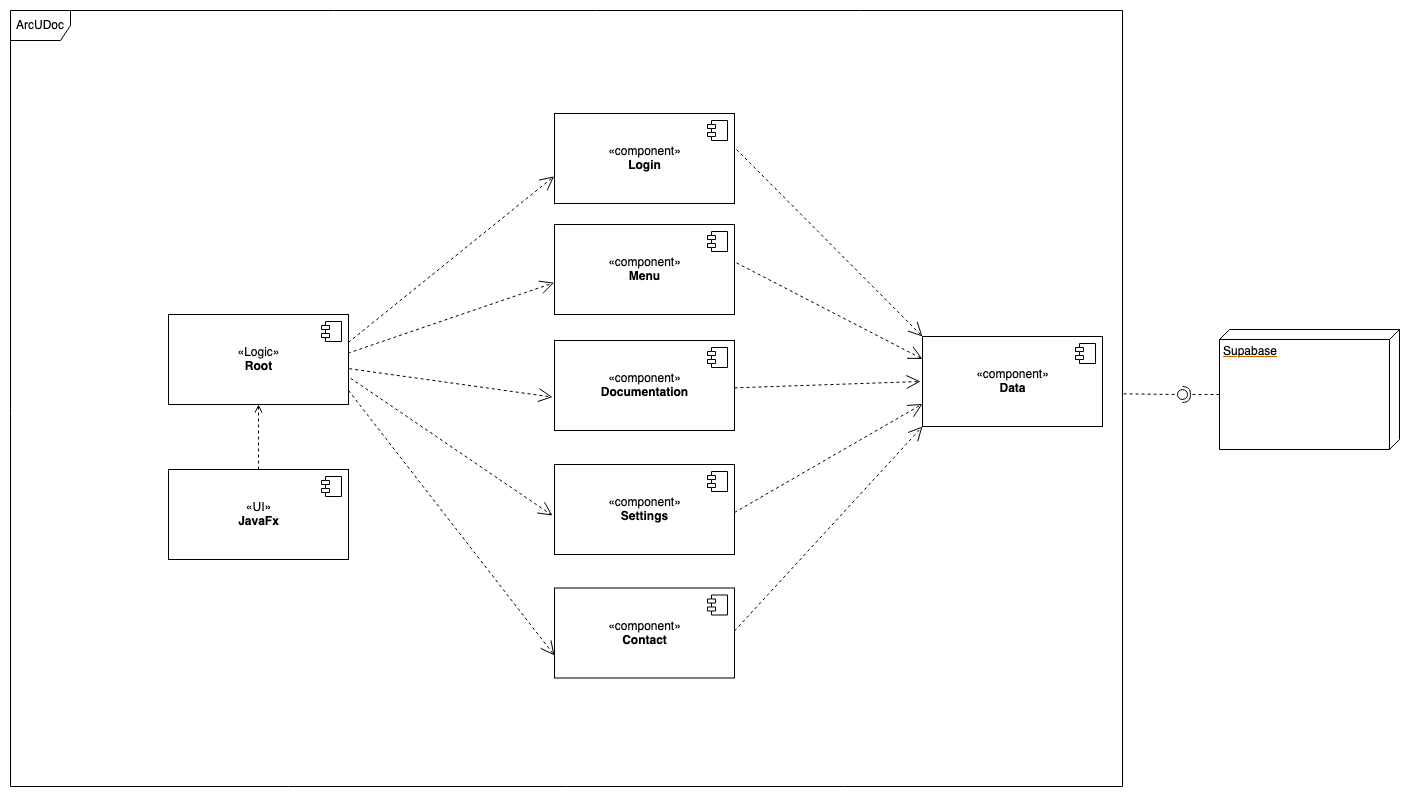 ArcUDoc
«component»
Login
«component»
Menu
«Logic»
Root
«component»
Documentation
«component»
Data
Supabase
«UI»
JavaFx
«component»
Settings
«component»
Contact